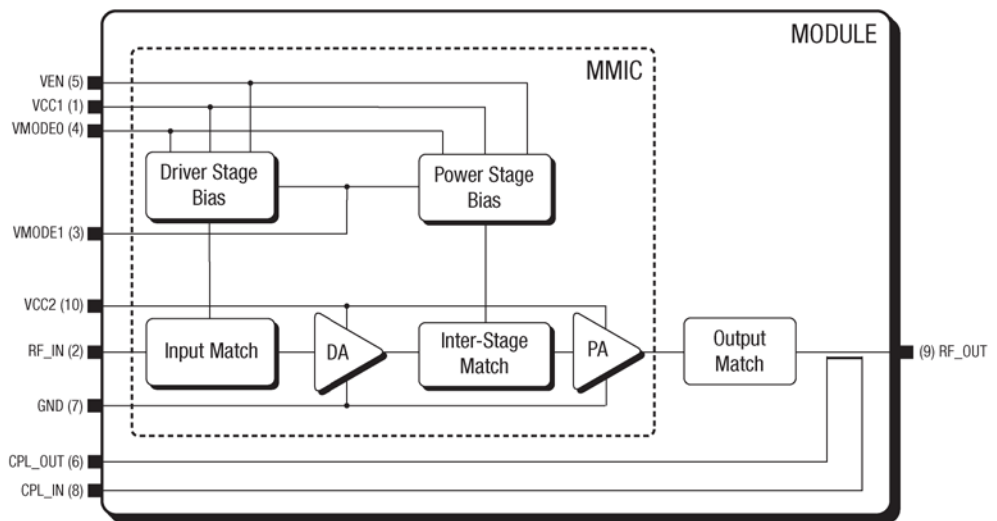 MODULE
MMIC
VEN (5)
VCC1 (1)
VMODE0 (4)
Driver Stage
Bias
Power Stage
Bias
VMODE1 (3)
VCC2 (10)
RF_IN (2)
Input Match
DA
Inter-Stage
Match
PA
Output
Match
(9) RF_OUT
GND (7)
CPL_OUT (6)
CPL_IN (8)